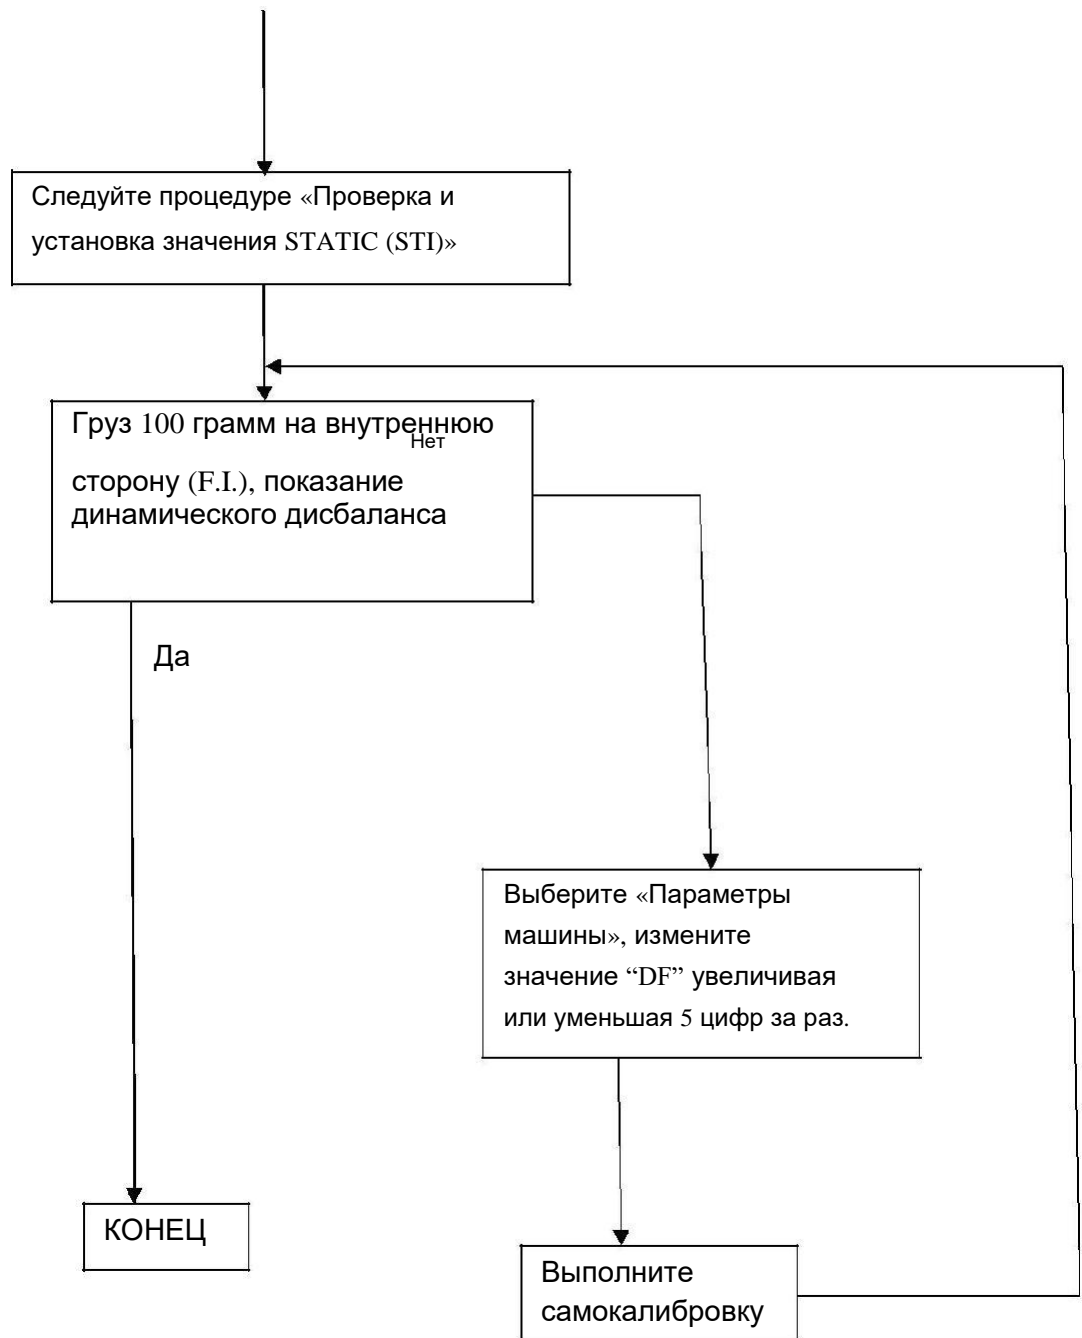 Следуйте процедуре «Проверка и
установка значения STATIC (STI)»
Груз 100 грамм на внутреннюю
Нет
сторону (F.I.), показание
динамического дисбаланса
Да
Выберите «Параметры
машины», измените
значение “DF” увеличивая
или уменьшая 5 цифр за раз.
КОНЕЦ
Выполните
самокалибровку